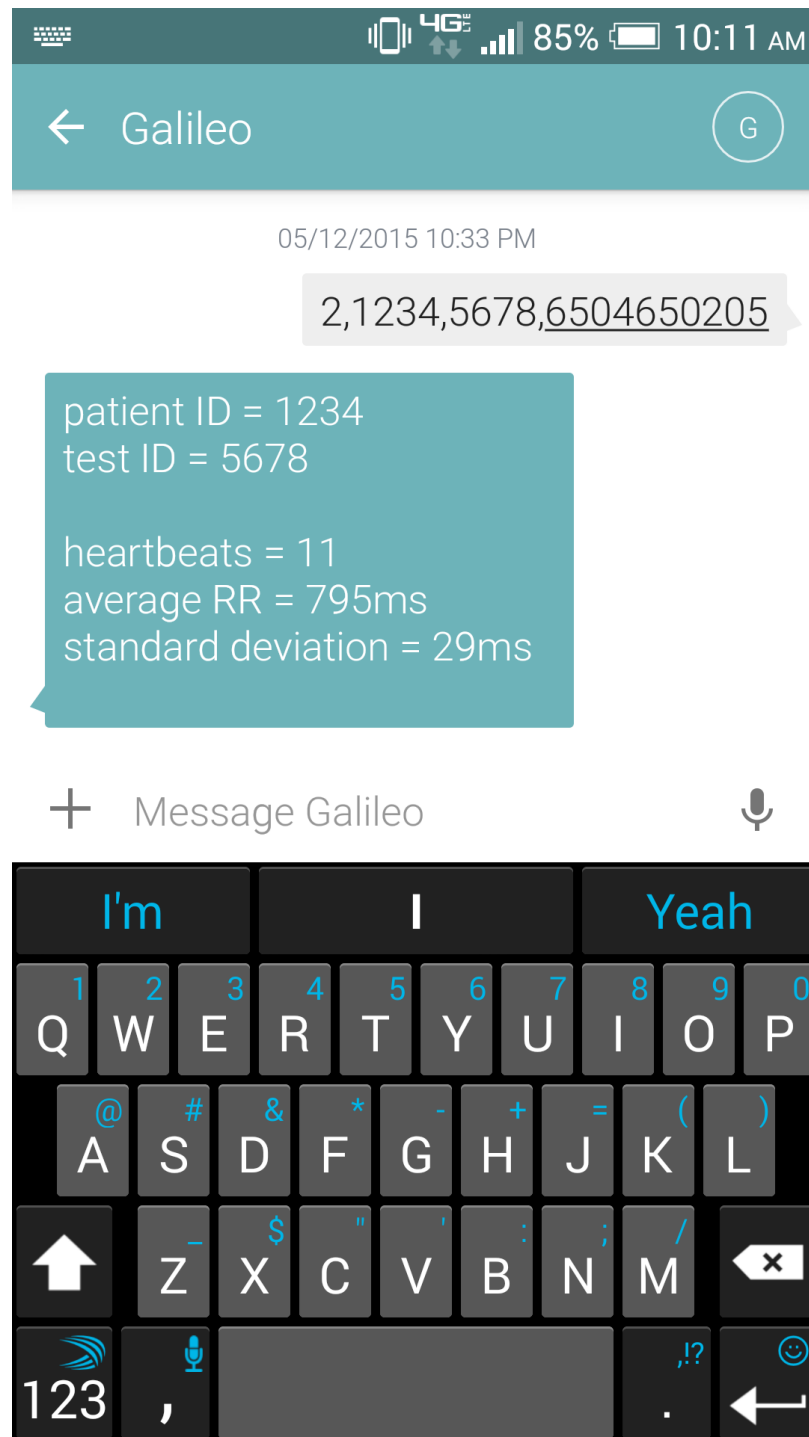 4G LTE 85% 10:11 AM
Galileo
G
05/12/2015 10:33 PM
2,1234,5678,6504650205
patient ID = 1234
test ID = 5678
heartbeats = 11
average RR = 795ms
standard deviation = 29ms
Message Galileo
I'm I Yeah
1 2 3 4 5 6 7 8 9 0
Q W E R T Y U I O P
@ # & * - + = ( )
A S D F G H J K L
_ $ " ' : ; /
Z X C V B N M
,!?
123 , .